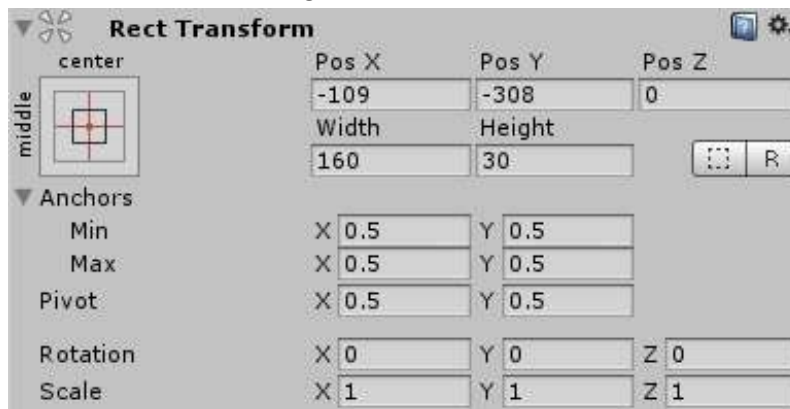 Rect Transform
center
Pos X Pos Y Pos Z
middle
-109 -308 0
Width Height
160 30 R
Anchors
Min X 0.5 Y 0.5
Max X 0.5 Y 0.5
Pivot X 0.5 Y 0.5
Rotation X 0 Y 0 Z 0
Scale X 1 Y 1 Z 1